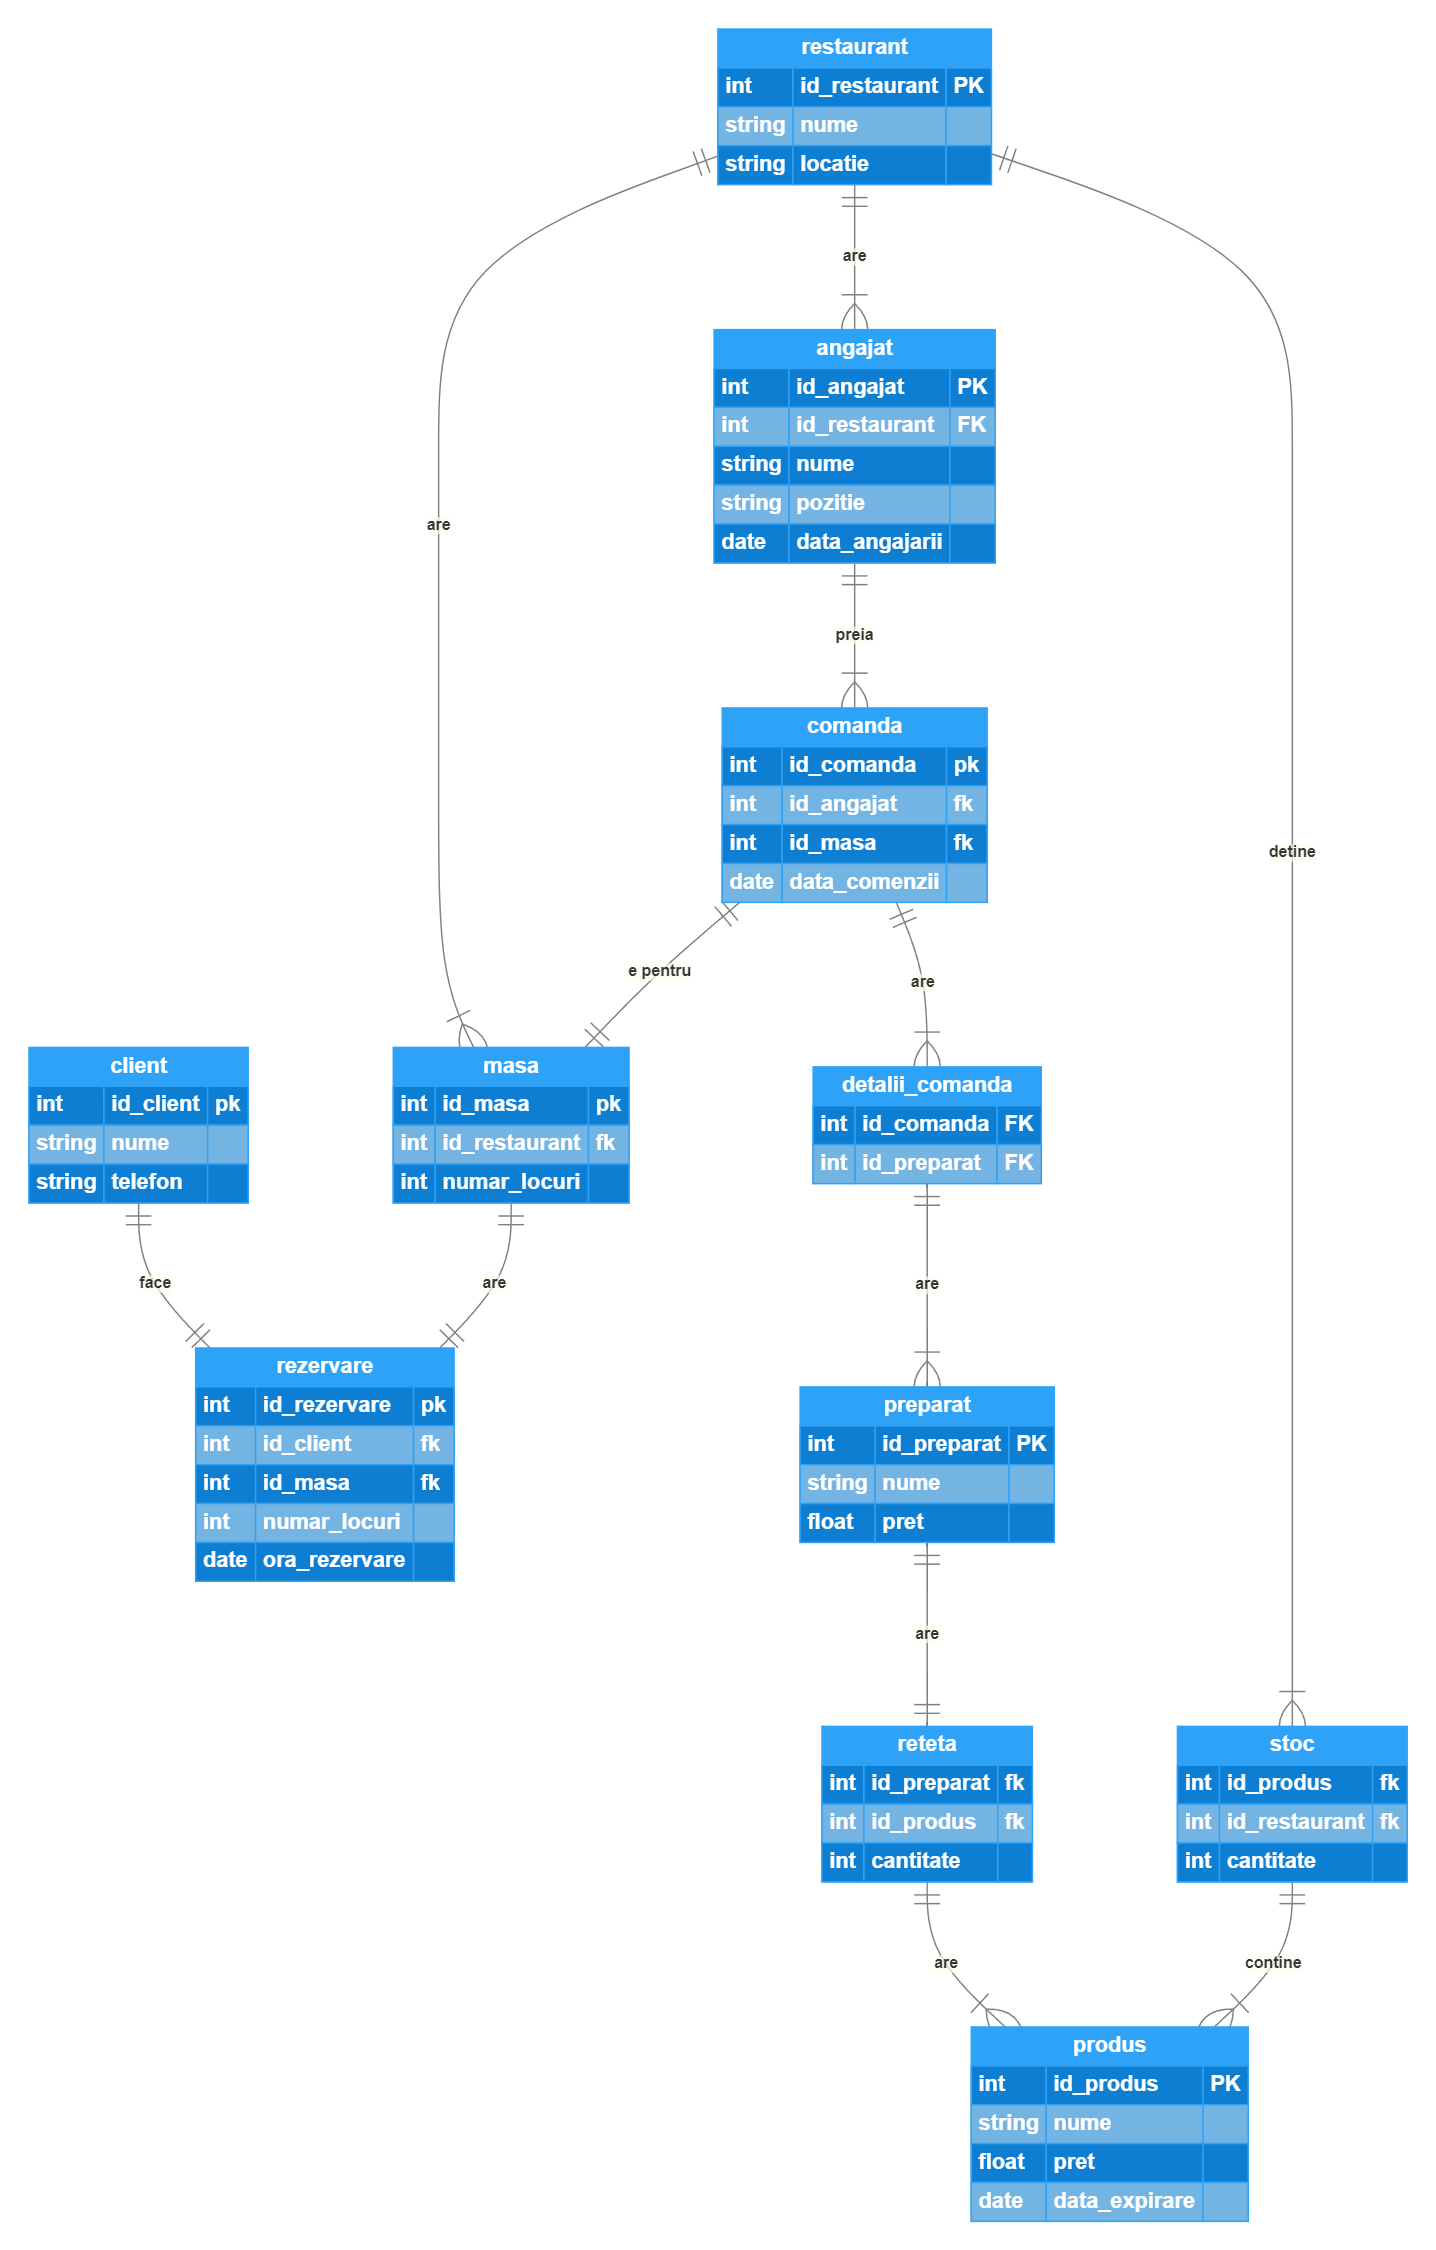 restaurant
int id_restaurant PK
string nume
string locatie
are
angajat
int id_angajat PK
int id_restaurant FK
string nume
string pozitie
date data_angajarii
are
preia
comanda
int id_comanda pk
int id_angajat fk
int id_masa fk
date data_comenzii
detine
e pentru
are
client
int id_client pk
string nume
string telefon
masa
int id_masa pk
int id_restaurant fk
int numar_locuri
detalii_comanda
int id_comanda FK
int id_preparat FK
face
are
are
rezervare
int id_rezervare pk
int id_client fk
int id_masa fk
int numar_locuri
date ora_rezervare
preparat
int id_preparat PK
string nume
float pret
are
reteta
int id_preparat fk
int id_produs fk
int cantitate
stoc
int id_produs fk
int id_restaurant fk
int cantitate
are
contine
produs
int id_produs PK
string nume
float pret
date data_expirare